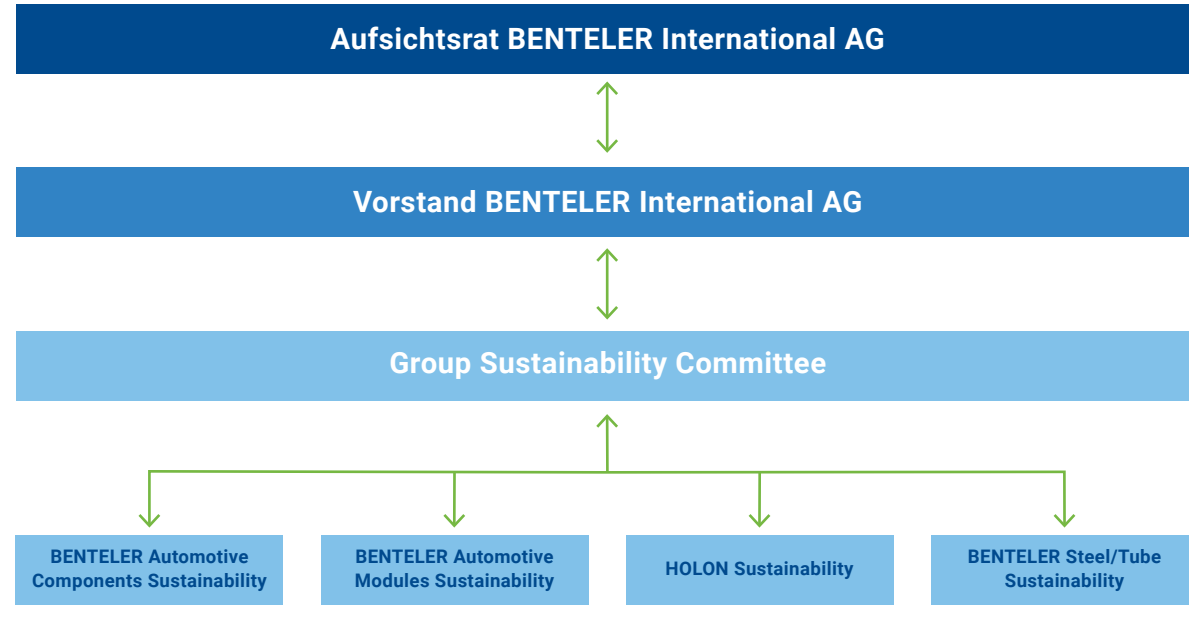 Aufsichtsrat BENTELER International AG
Vorstand BENTELER International AG
Group Sustainability Committee
BENTELER Automotive
Components Sustainability
BENTELER Automotive
Modules Sustainability
HOLON Sustainability
BENTELER Steel/Tube
Sustainability